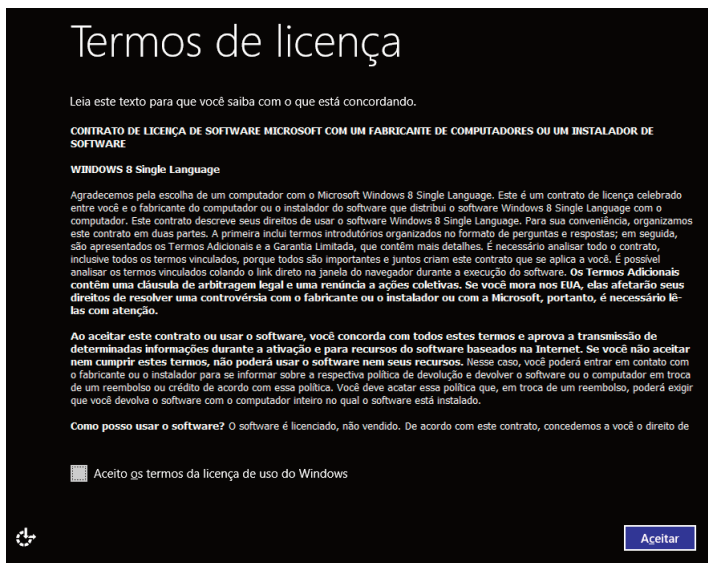 Termos de licença
Leia este texto para que você saiba com o que está concordando.
CONTRATO DE LICENÇA DE SOFTWARE MICROSOFT COM UM FABRICANTE DE COMPUTADORES OU UM INSTALADOR DE
SOFTWARE
WINDOWS 8 Single Language
Agradecemos pela escolha de um computador com o Microsoft Windows 8 Single Language. Este é um contrato de licença celebrado
entre você e o fabricante do computador ou o instalador do software que distribui o software Windows 8 Single Language com o
computador. Este contrato descreve seus direitos de usar o software Windows 8 Single Language. Para sua conveniência, organizamos
este contrato em duas partes. A primeira inclui termos introdutórios organizados no formato de perguntas e respostas; em seguida,
são apresentados os Termos Adicionais e a Garantia Limitada, que contêm mais detalhes. É necessário analisar todo o contrato,
inclusive todos os termos vinculados, porque todos são importantes e juntos criam este contrato que se aplica a você. É possível
analisar os termos vinculados colando o link direto na janela do navegador durante a execução do software. Os Termos Adicionais
contêm uma cláusula de arbitragem legal e uma renúncia a ações coletivas. Se você mora nos EUA, elas afetarão seus
direitos de resolver uma controvérsia com o fabricante ou o instalador ou com a Microsoft, portanto, é necessário lê-
las com atenção.
Ao aceitar este contrato ou usar o software, você concorda com todos estes termos e aprova a transmissão de
determinadas informações durante a ativação e para recursos do software baseados na Internet. Se você não aceitar
nem cumprir estes termos, não poderá usar o software nem seus recursos. Nesse caso, você poderá entrar em contato com
o fabricante ou o instalador para se informar sobre a respectiva política de devolução e devolver o software ou o computador em troca
de um reembolso ou crédito de acordo com essa política. Você deve acatar essa política que, em troca de um reembolso, poderá exigir
que você devolva o software com o computador inteiro no qual o software está instalado.
Como posso usar o software? O software é licenciado, não vendido. De acordo com este contrato, concedemos a você o direito de
Aceito os termos da licença de uso do Windows
Aceitar